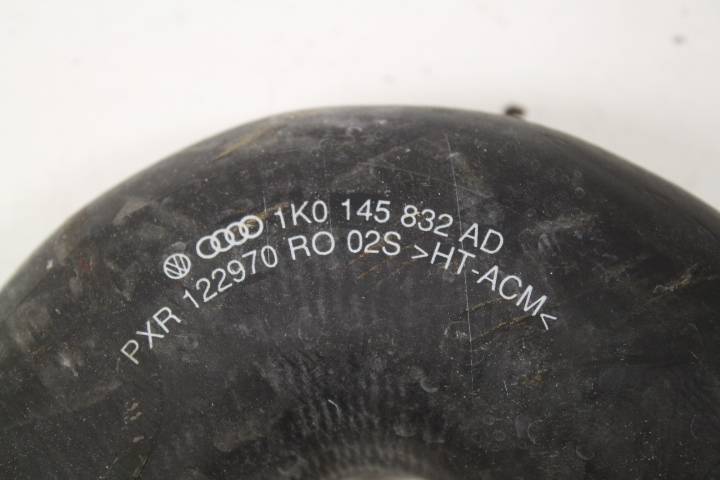 1K0 145 832 AD
PXR 122970 RO 02S >HT-ACM<